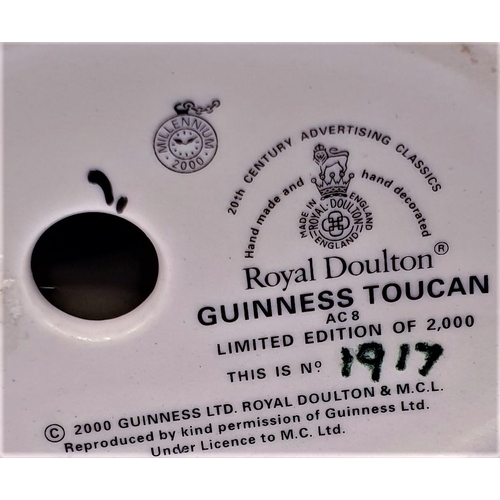 MILLENNIUM
2000
20th CENTURY ADVERTISING CLASSICS
Hand made and hand decorated
MADE IN ENGLAND
ROYAL·DOULTON
ENGLAND
Royal Doulton®
GUINNESS TOUCAN
AC 8
LIMITED EDITION OF 2,000
THIS IS Nº 1917
© 2000 GUINNESS LTD. ROYAL DOULTON & M.C.L.
Reproduced by kind permission of Guinness Ltd.
Under Licence to M.C. Ltd.